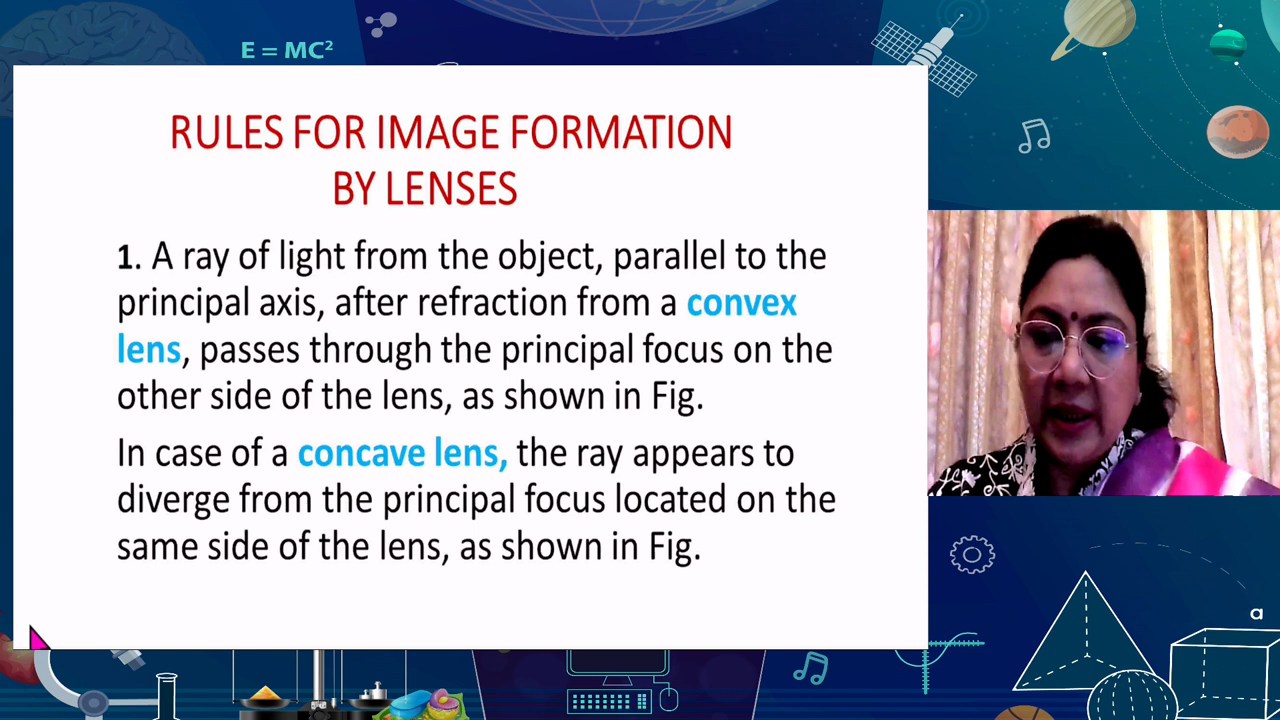 E = MC²
RULES FOR IMAGE FORMATION
BY LENSES
1. A ray of light from the object, parallel to the
principal axis, after refraction from a convex
lens, passes through the principal focus on the
other side of the lens, as shown in Fig.
In case of a concave lens, the ray appears to
diverge from the principal focus located on the
same side of the lens, as shown in Fig.
a